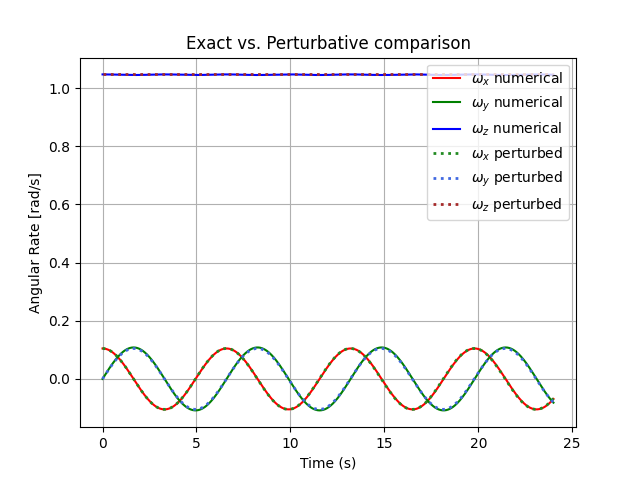 Exact vs. Perturbative comparison
Angular Rate [rad/s]
1.0
0.8
0.6
0.4
0.2
0.0
ωx numerical
ωy numerical
ωz numerical
ωx perturbed
ωy perturbed
ωz perturbed
0 5 10 15 20 25
Time (s)